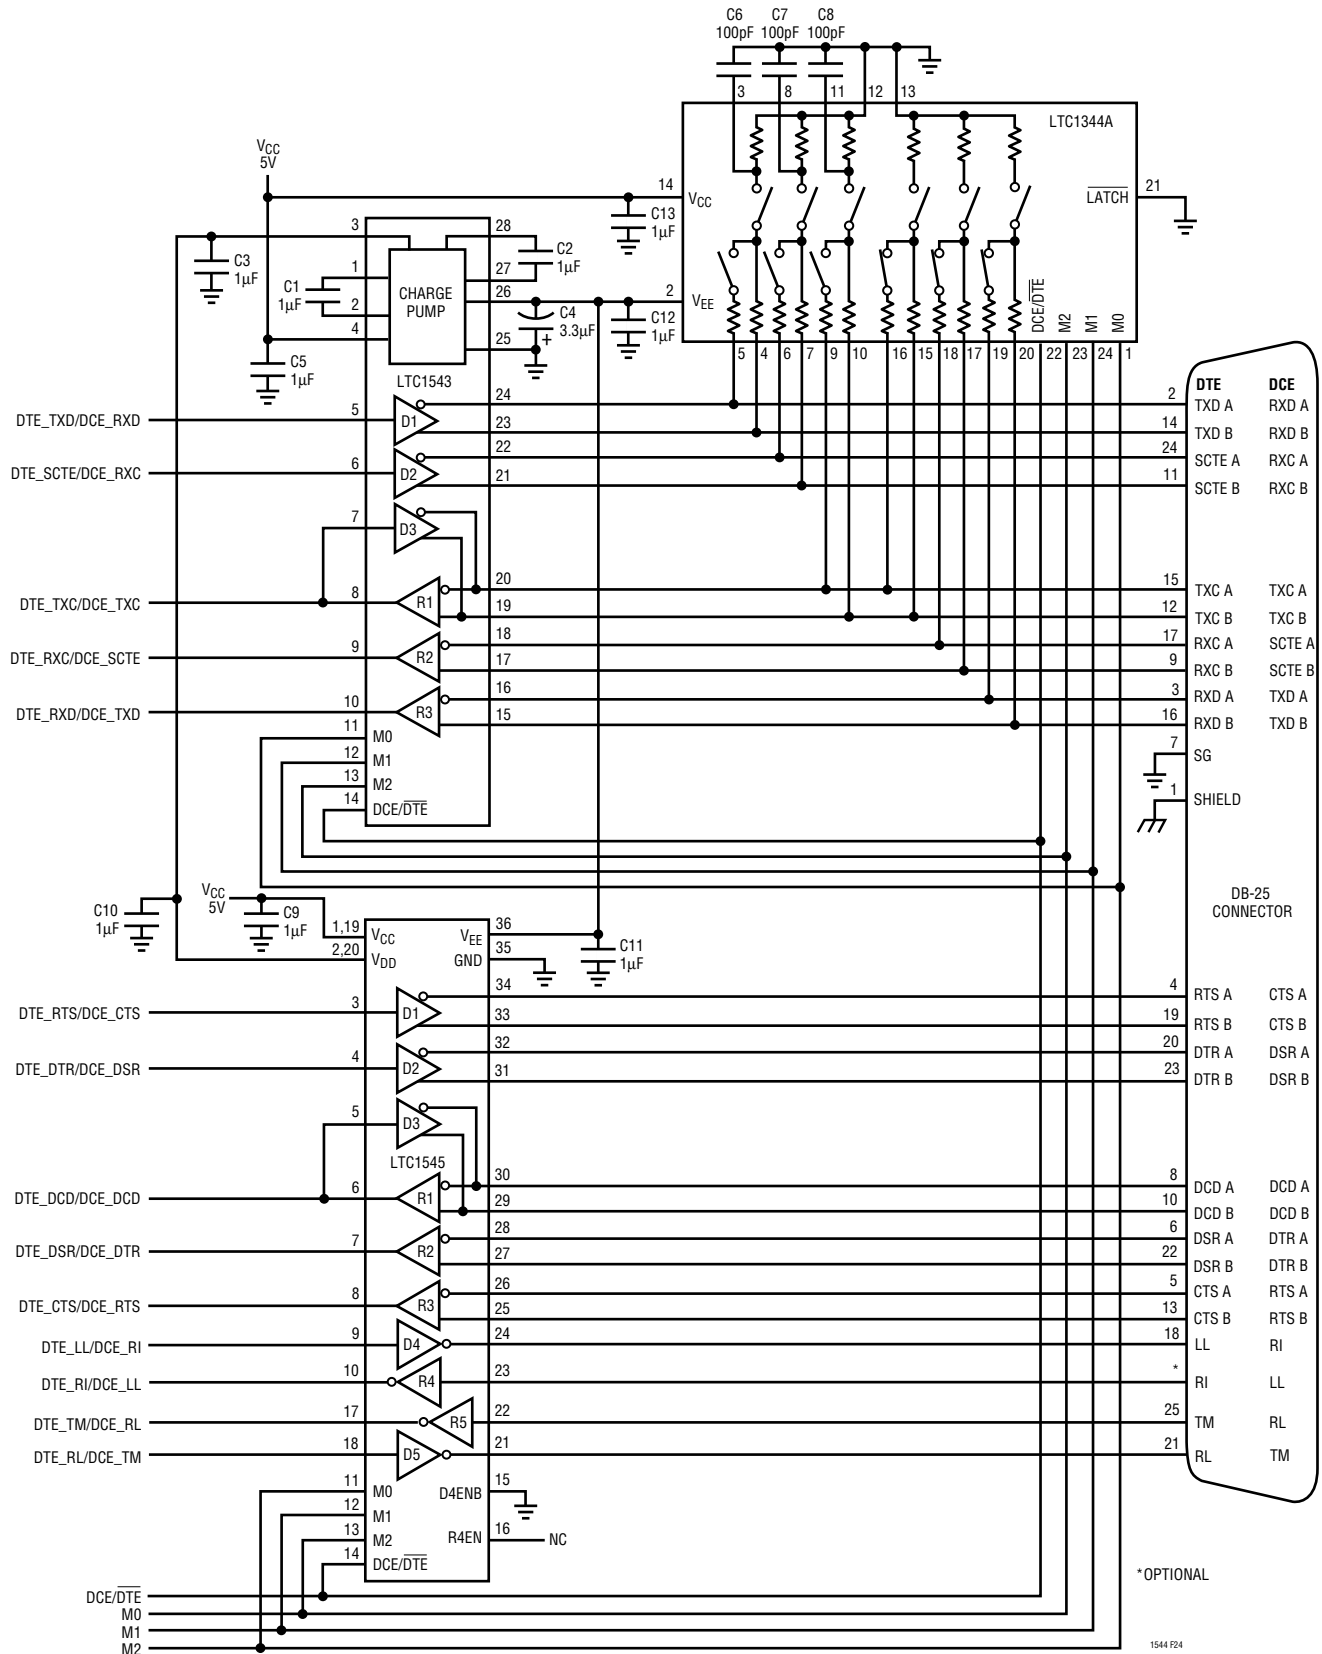 C6 C7 C8
100pF 100pF 100pF
3 8 11 12 13
LTC1344A
VCC
5V
14 VCC
LATCH 21
C13
1µF
3 28
C3
1µF
C2
1µF
1 27
C1
1µF
CHARGE
PUMP
2 26
2 VEE
C4
3.3µF
+
C12
1µF
4 25
C5
1µF
DCE/DTE M2 M1 M0
5 4 6 7 9 10 16 15 18 17 19 20 22 23 24 1
LTC1543
DTE DCE
DTE_TXD/DCE_RXD 5 D1 24 2 TXD A RXD A
23 14 TXD B RXD B
DTE_SCTE/DCE_RXC 6 D2 22 24 SCTE A RXC A
21 11 SCTE B RXC B
7 D3
DTE_TXC/DCE_TXC 8 R1 20 15 TXC A TXC A
19 12 TXC B TXC B
DTE_RXC/DCE_SCTE 9 R2 18 17 RXC A SCTE A
17 9 RXC B SCTE B
DTE_RXD/DCE_TXD 10 R3 16 3 RXD A TXD A
15 16 RXD B TXD B
11 M0
12 M1
13 M2
14 DCE/DTE
7 SG
1 SHIELD
DB-25
CONNECTOR
C10
1µF
VCC
5V
C9
1µF
1,19 VCC VEE 36
2,20 VDD GND 35
C11
1µF
DTE_RTS/DCE_CTS 3 D1 34 4 RTS A CTS A
33 19 RTS B CTS B
DTE_DTR/DCE_DSR 4 D2 32 20 DTR A DSR A
31 23 DTR B DSR B
5 D3
LTC1545
DTE_DCD/DCE_DCD 6 R1 30 8 DCD A DCD A
29 10 DCD B DCD B
DTE_DSR/DCE_DTR 7 R2 28 6 DSR A DTR A
27 22 DSR B DTR B
DTE_CTS/DCE_RTS 8 R3 26 5 CTS A RTS A
25 13 CTS B RTS B
DTE_LL/DCE_RI 9 D4 24 18 LL RI
DTE_RI/DCE_LL 10 R4 23 * RI LL
DTE_TM/DCE_RL 17 R5 22 25 TM RL
DTE_RL/DCE_TM 18 D5 21 21 RL TM
11 M0 D4ENB 15
12 M1
13 M2 R4EN 16 NC
14 DCE/DTE
*OPTIONAL
DCE/DTE
M0
M1
M2
1544 F24